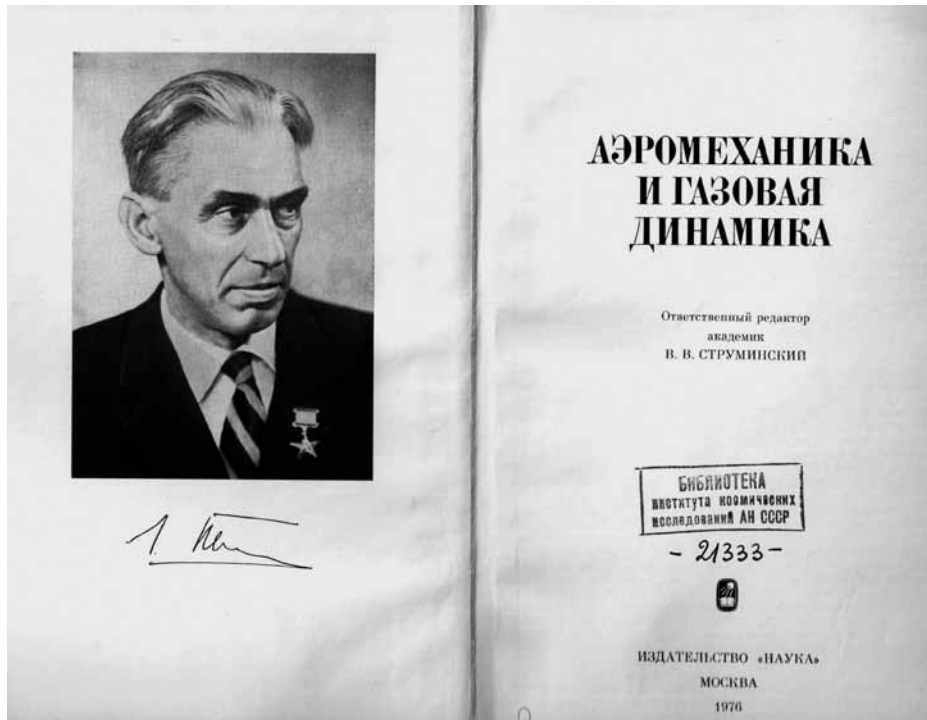 АЭРОМЕХАНИКА
И ГАЗОВАЯ
ДИНАМИКА
Ответственный редактор
академик
В. В. СТРУМИНСКИЙ
БИБЛИОТЕКА
института космических
исследований АН СССР
- 21333 -
ИЗДАТЕЛЬСТВО «НАУКА»
МОСКВА
1976